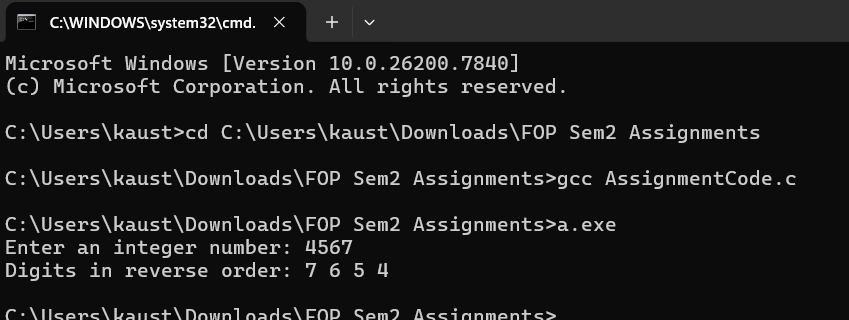 C:\WINDOWS\system32\cmd.
Microsoft Windows [Version 10.0.26200.7840]
(c) Microsoft Corporation. All rights reserved.
C:\Users\kaust>cd C:\Users\kaust\Downloads\FOP Sem2 Assignments
C:\Users\kaust\Downloads\FOP Sem2 Assignments>gcc AssignmentCode.c
C:\Users\kaust\Downloads\FOP Sem2 Assignments>a.exe
Enter an integer number: 4567
Digits in reverse order: 7 6 5 4
C:\Users\kaust\Downloads\FOP Sem2 Assignments>